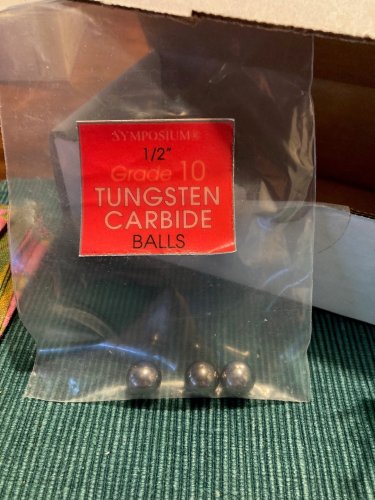 SYMPOSIUM®
1/2"
Grade 10
TUNGSTEN
CARBIDE
BALLS